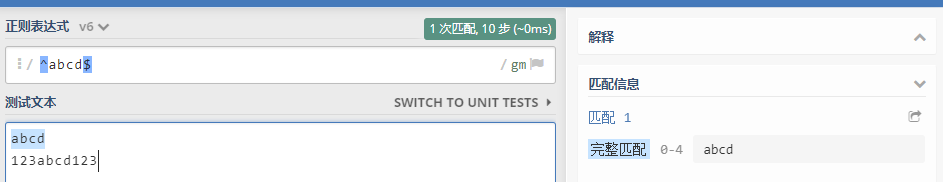 正则表达式 v6
1 次匹配, 10 步 (~0ms)
/ ^abcd$ / gm
测试文本
SWITCH TO UNIT TESTS
abcd
123abcd123
解释
匹配信息
匹配 1
完整匹配 0-4 abcd